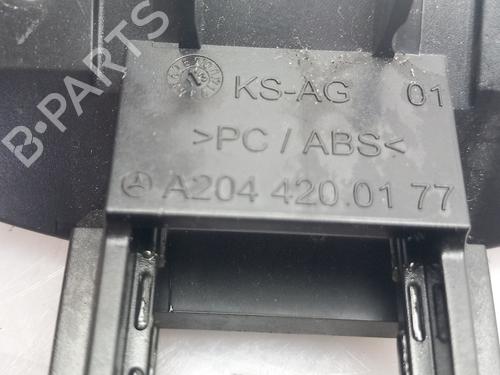 KS-AG 01
>PC / ABS<
A204 420 01 77
B-PARTS